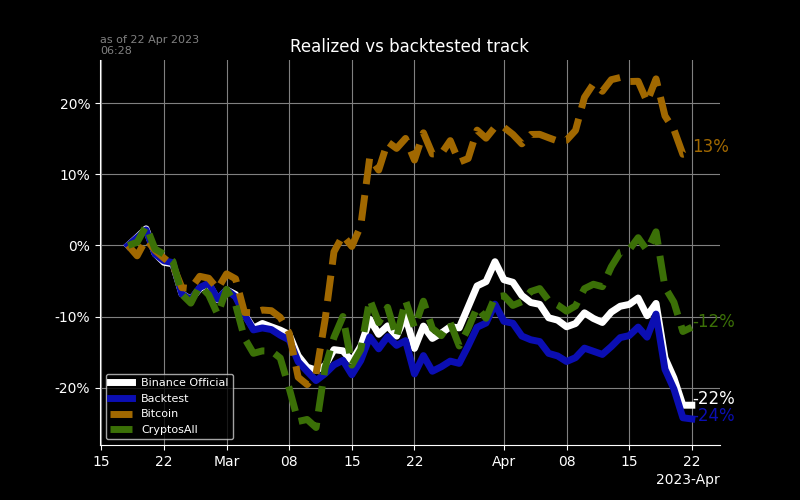 as of 22 Apr 2023
06:28
Realized vs backtested track
20%
10%
0%
-10%
-20%
13%
-12%
-22%
-24%
Binance Official
Backtest
Bitcoin
CryptosAll
15 22 Mar 08 15 22 Apr 08 15 22
2023-Apr